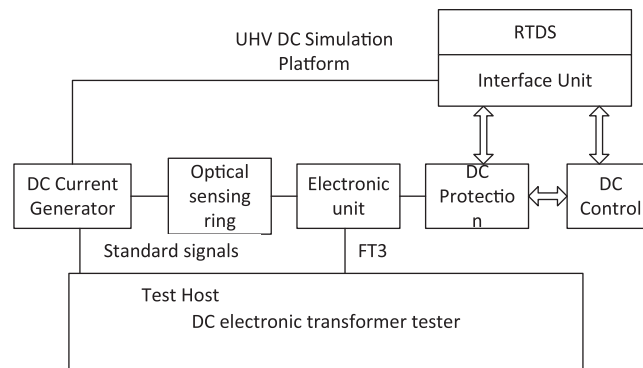 UHV DC Simulation
Platform
RTDS
Interface Unit
DC Current
Generator
Optical
sensing
ring
Electronic
unit
DC
Protectio
n
DC
Control
Standard signals
FT3
Test Host
DC electronic transformer tester